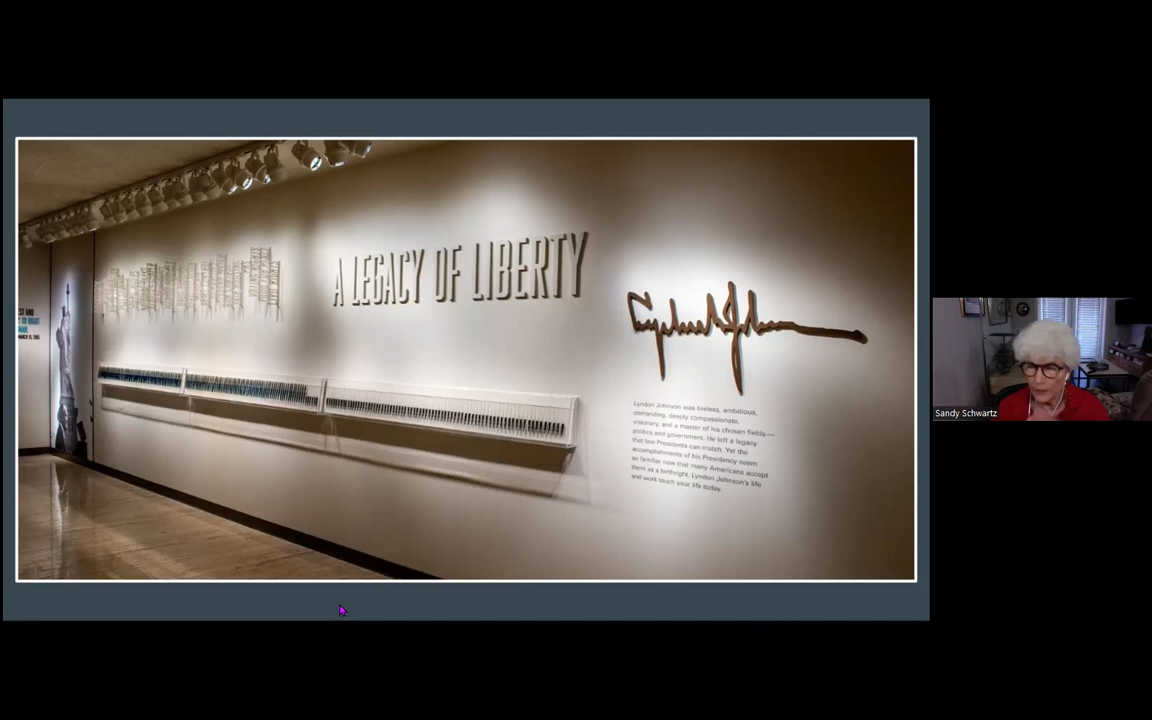 A LEGACY OF LIBERTY
Lyndon Johnson
Lyndon Johnson was tireless, ambitious,
demanding, deeply compassionate,
visionary, and a master of his chosen fields—
politics and government. He left a legacy
that few Presidents can match. Yet the
accomplishments of his Presidency seem
so familiar now that many Americans accept
them as a birthright. Lyndon Johnson's life
and work touch your life today.
Sandy Schwartz